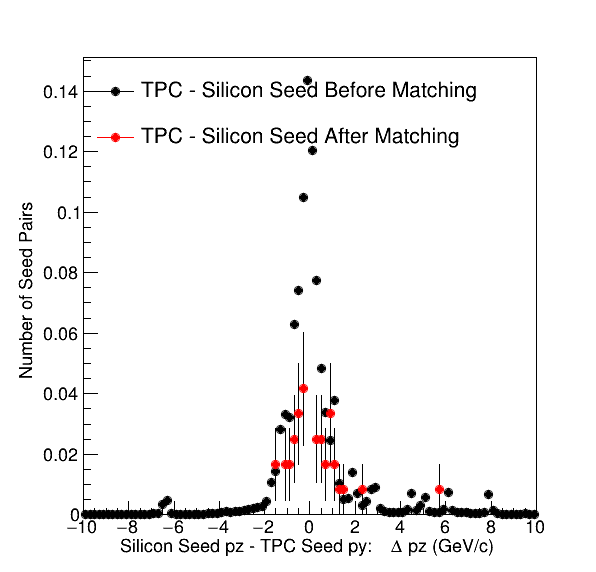 0.14
TPC - Silicon Seed Before Matching
TPC - Silicon Seed After Matching
0.12
0.1
0.08
0.06
0.04
0.02
0
Number of Seed Pairs
−10 −8 −6 −4 −2 0 2 4 6 8 10
Silicon Seed pz - TPC Seed py: Δ pz (GeV/c)